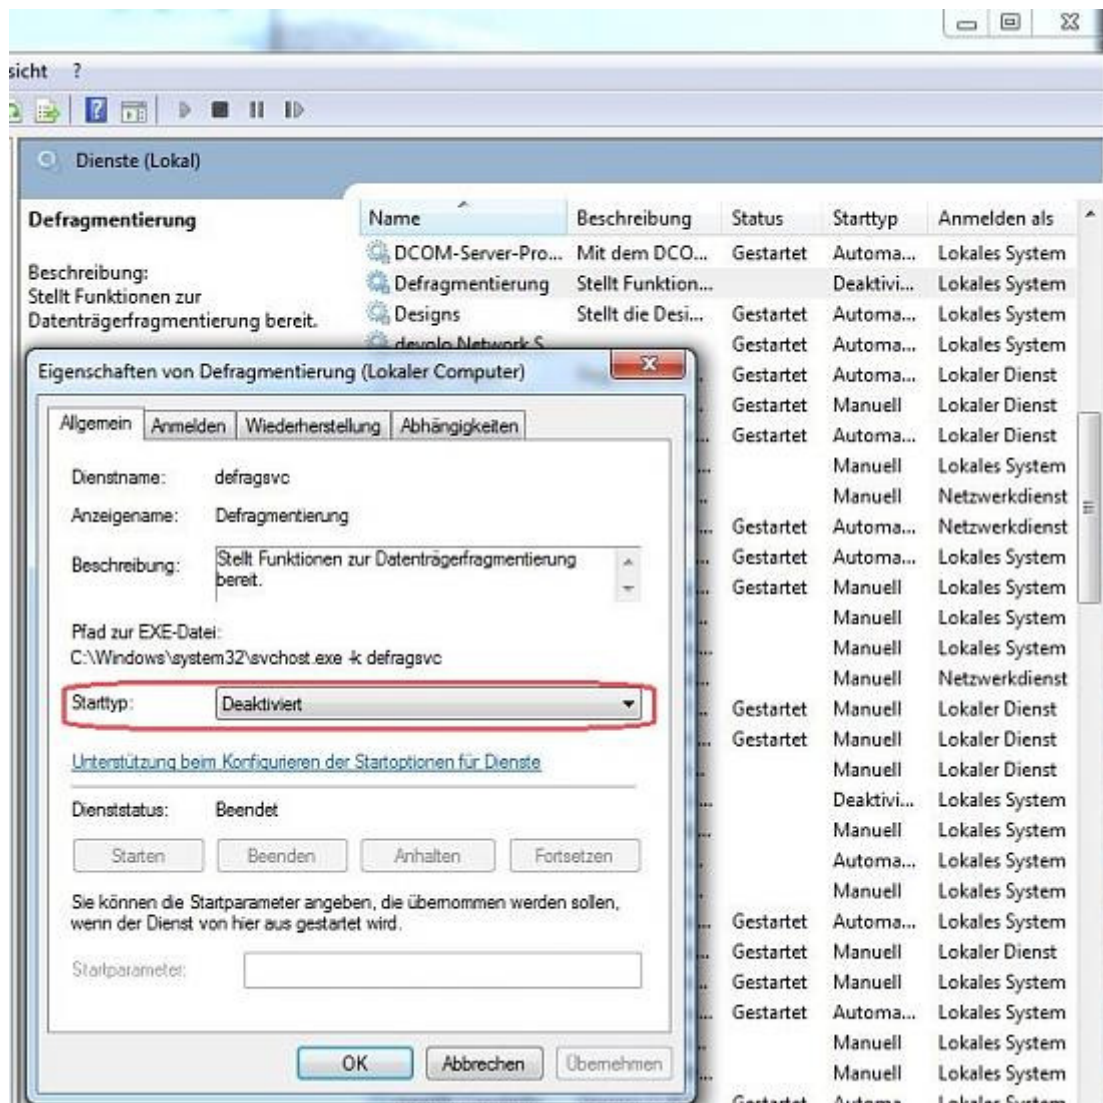 sicht ?
Dienste (Lokal)
Defragmentierung
Beschreibung:
Stellt Funktionen zur
Datenträgerfragmentierung bereit.
Name Beschreibung Status Starttyp Anmelden als
DCOM-Server-Pro... Mit dem DCO... Gestartet Automa... Lokales System
Defragmentierung Stellt Funktion... Deaktivi... Lokales System
Designs Stellt die Desi... Gestartet Automa... Lokales System
devolo Network S... Gestartet Automa... Lokales System
Gestartet Automa... Lokaler Dienst
Gestartet Manuell Lokaler Dienst
Gestartet Automa... Lokaler Dienst
Manuell Lokales System
Manuell Netzwerkdienst
Gestartet Automa... Netzwerkdienst
Gestartet Automa... Lokales System
Gestartet Manuell Lokales System
Manuell Lokales System
Manuell Lokales System
Manuell Netzwerkdienst
Gestartet Manuell Lokaler Dienst
Gestartet Manuell Lokaler Dienst
Manuell Lokaler Dienst
Deaktivi... Lokales System
Manuell Lokales System
Automa... Lokales System
Manuell Lokales System
Gestartet Automa... Lokales System
Gestartet Manuell Lokaler Dienst
Gestartet Manuell Lokales System
Gestartet Automa... Lokales System
Manuell Lokales System
Manuell Lokales System
Gestartet Automa... Lokales System
Eigenschaften von Defragmentierung (Lokaler Computer)
Allgemein Anmelden Wiederherstellung Abhängigkeiten
Dienstname: defragsvc
Anzeigename: Defragmentierung
Beschreibung: Stellt Funktionen zur Datenträgerfragmentierung
bereit.
Pfad zur EXE-Datei:
C:\Windows\system32\svchost.exe -k defragsvc
Starttyp: Deaktiviert
Unterstützung beim Konfigurieren der Startoptionen für Dienste
Dienststatus: Beendet
Starten Beenden Anhalten Fortsetzen
Sie können die Startparameter angeben, die übernommen werden sollen,
wenn der Dienst von hier aus gestartet wird.
Startparameter:
OK Abbrechen Übernehmen